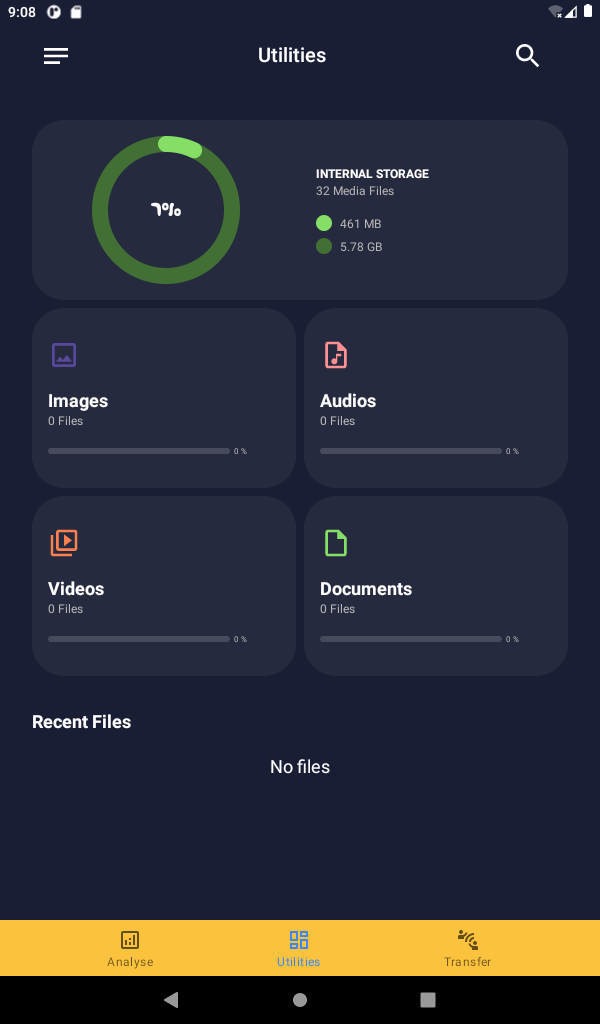 9:08
Utilities
7%
INTERNAL STORAGE
32 Media Files
461 MB
5.78 GB
Images
0 Files
0 %
Audios
0 Files
0 %
Videos
0 Files
0 %
Documents
0 Files
0 %
Recent Files
No files
Analyse
Utilities
Transfer